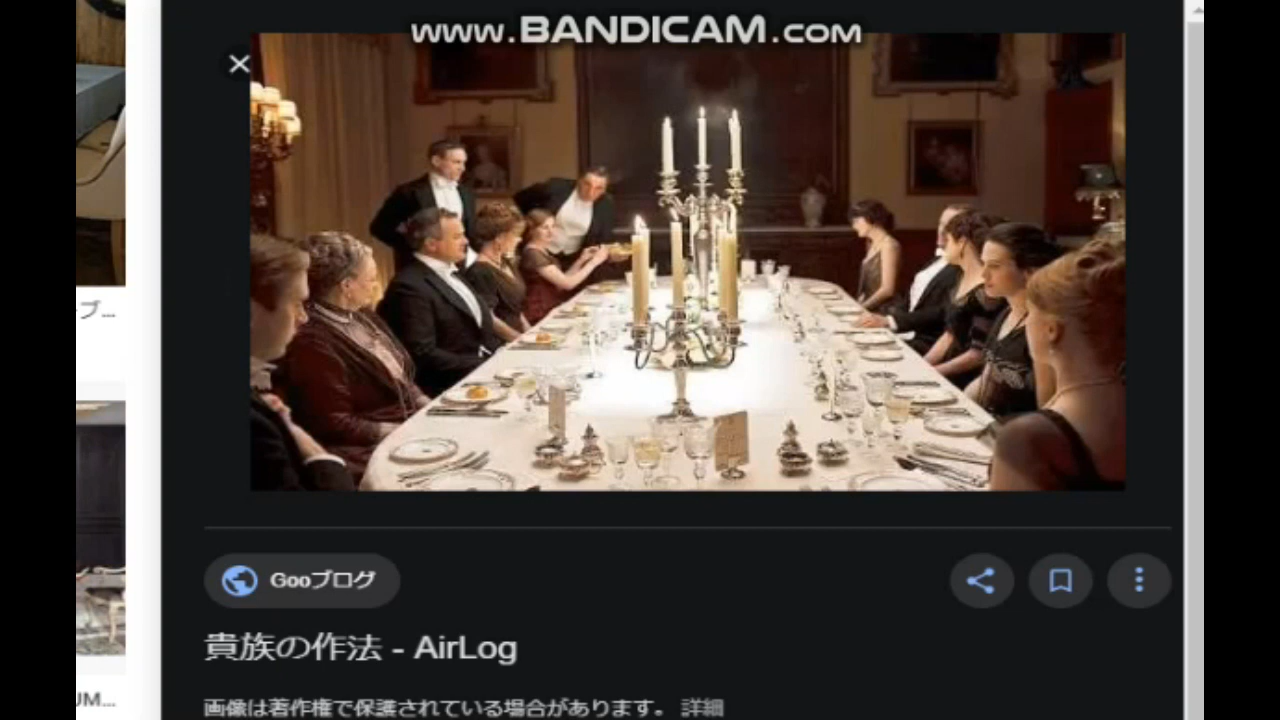 www.BANDICAM.com
ブ...
Gooブログ
貴族の作法 - AirLog
UM...
画像は著作権で保護されている場合があります。 詳細